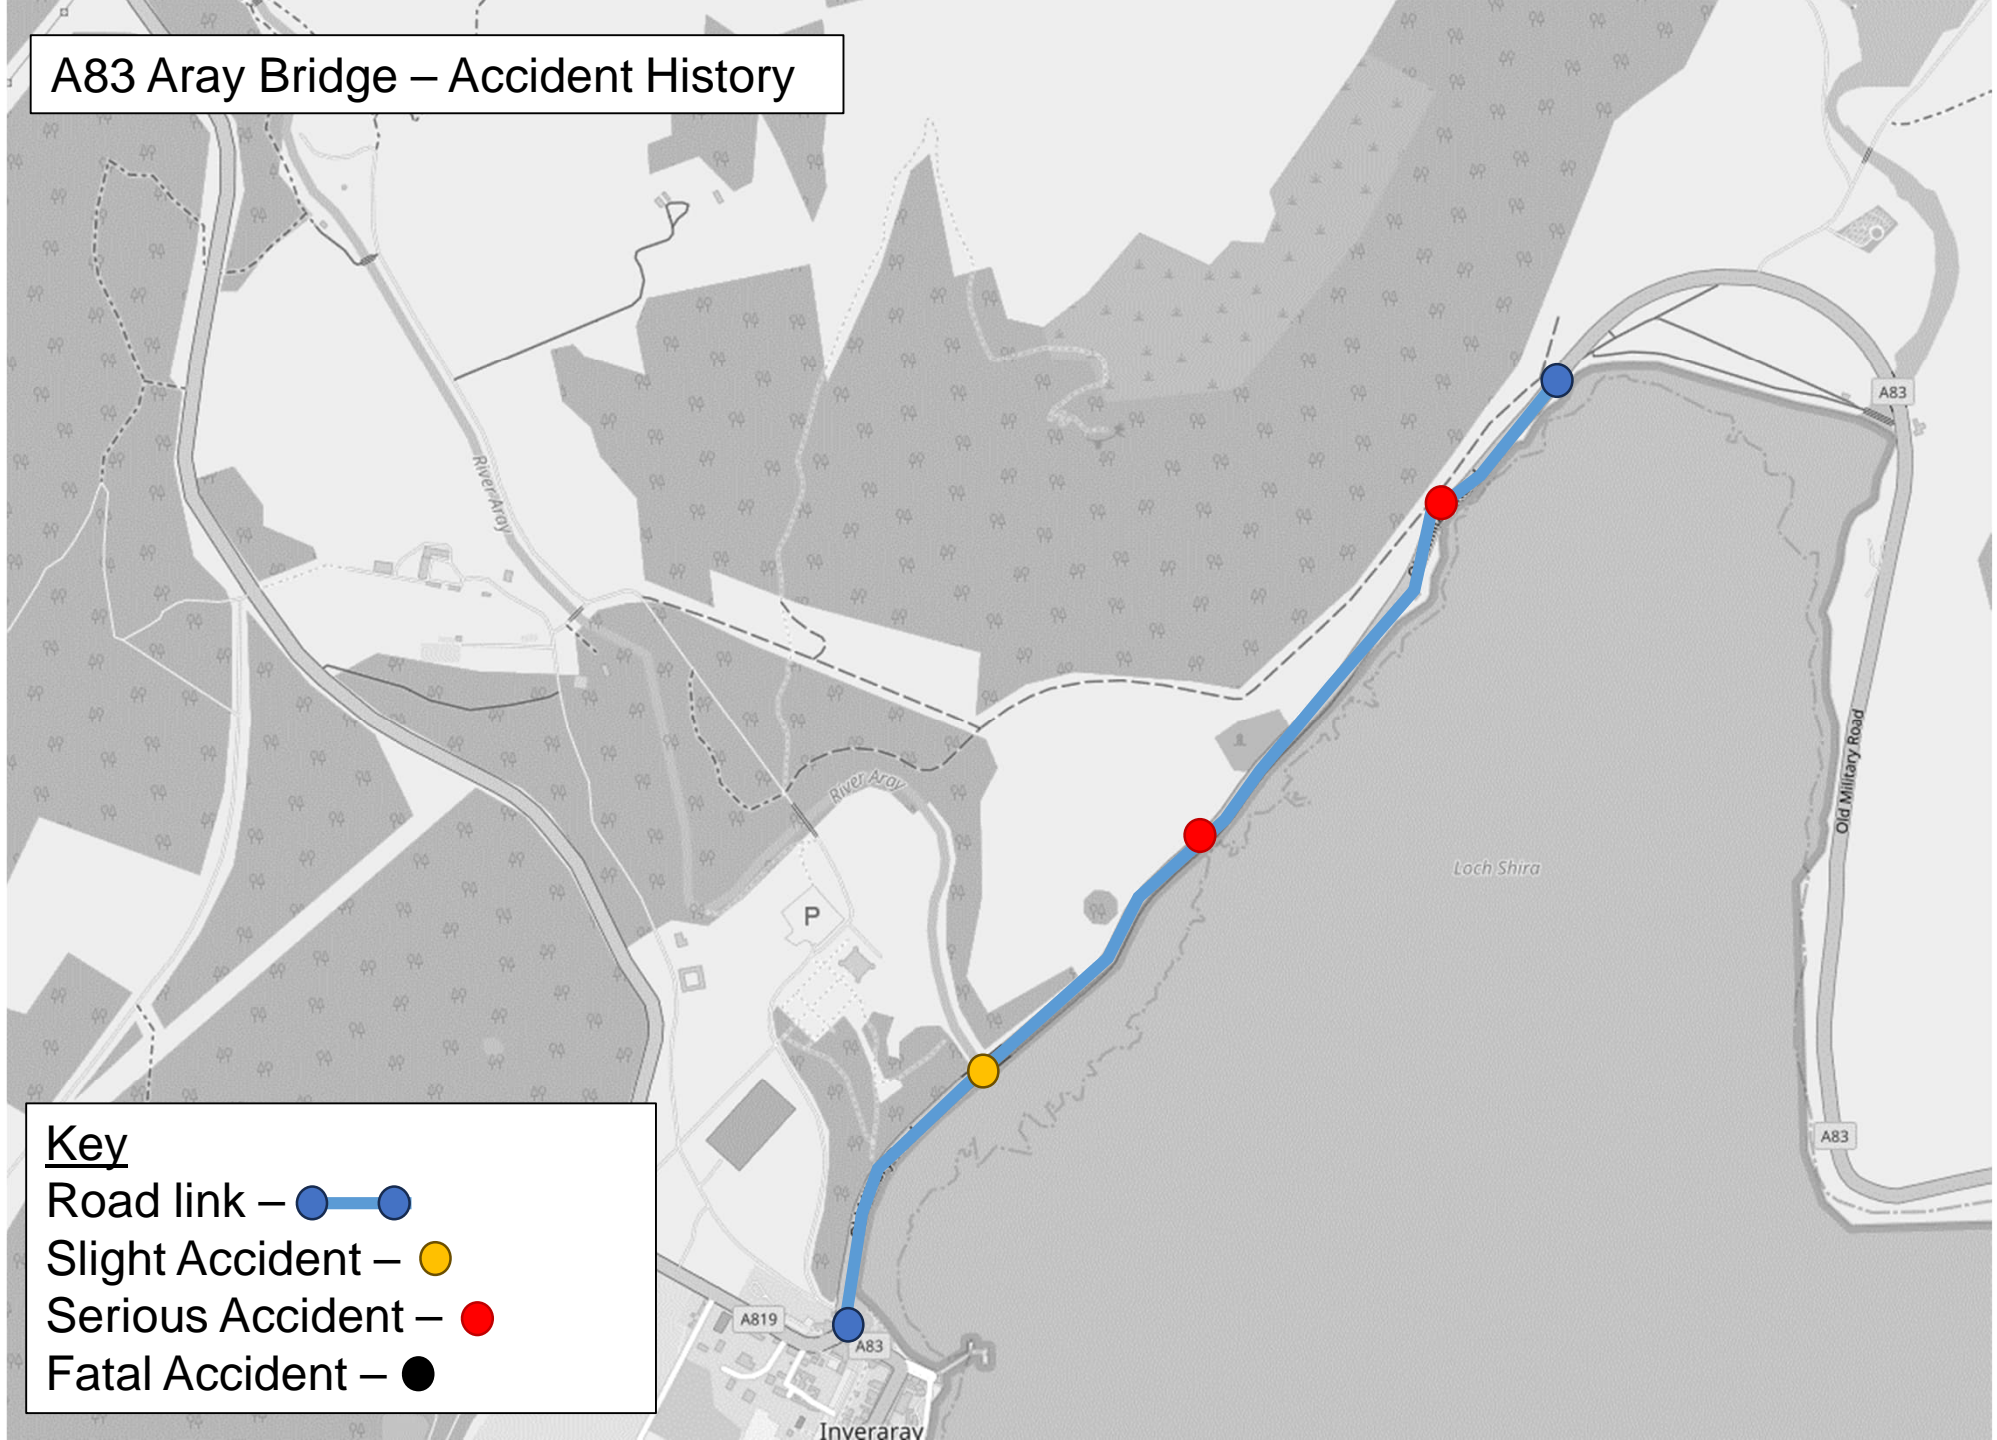 A83 Aray Bridge – Accident History
A83
River Aray
River Aray
Old Military Road
Loch Shira
P
A83
Key
Road link –
Slight Accident –
Serious Accident –
Fatal Accident –
A819
A83
Inveraray